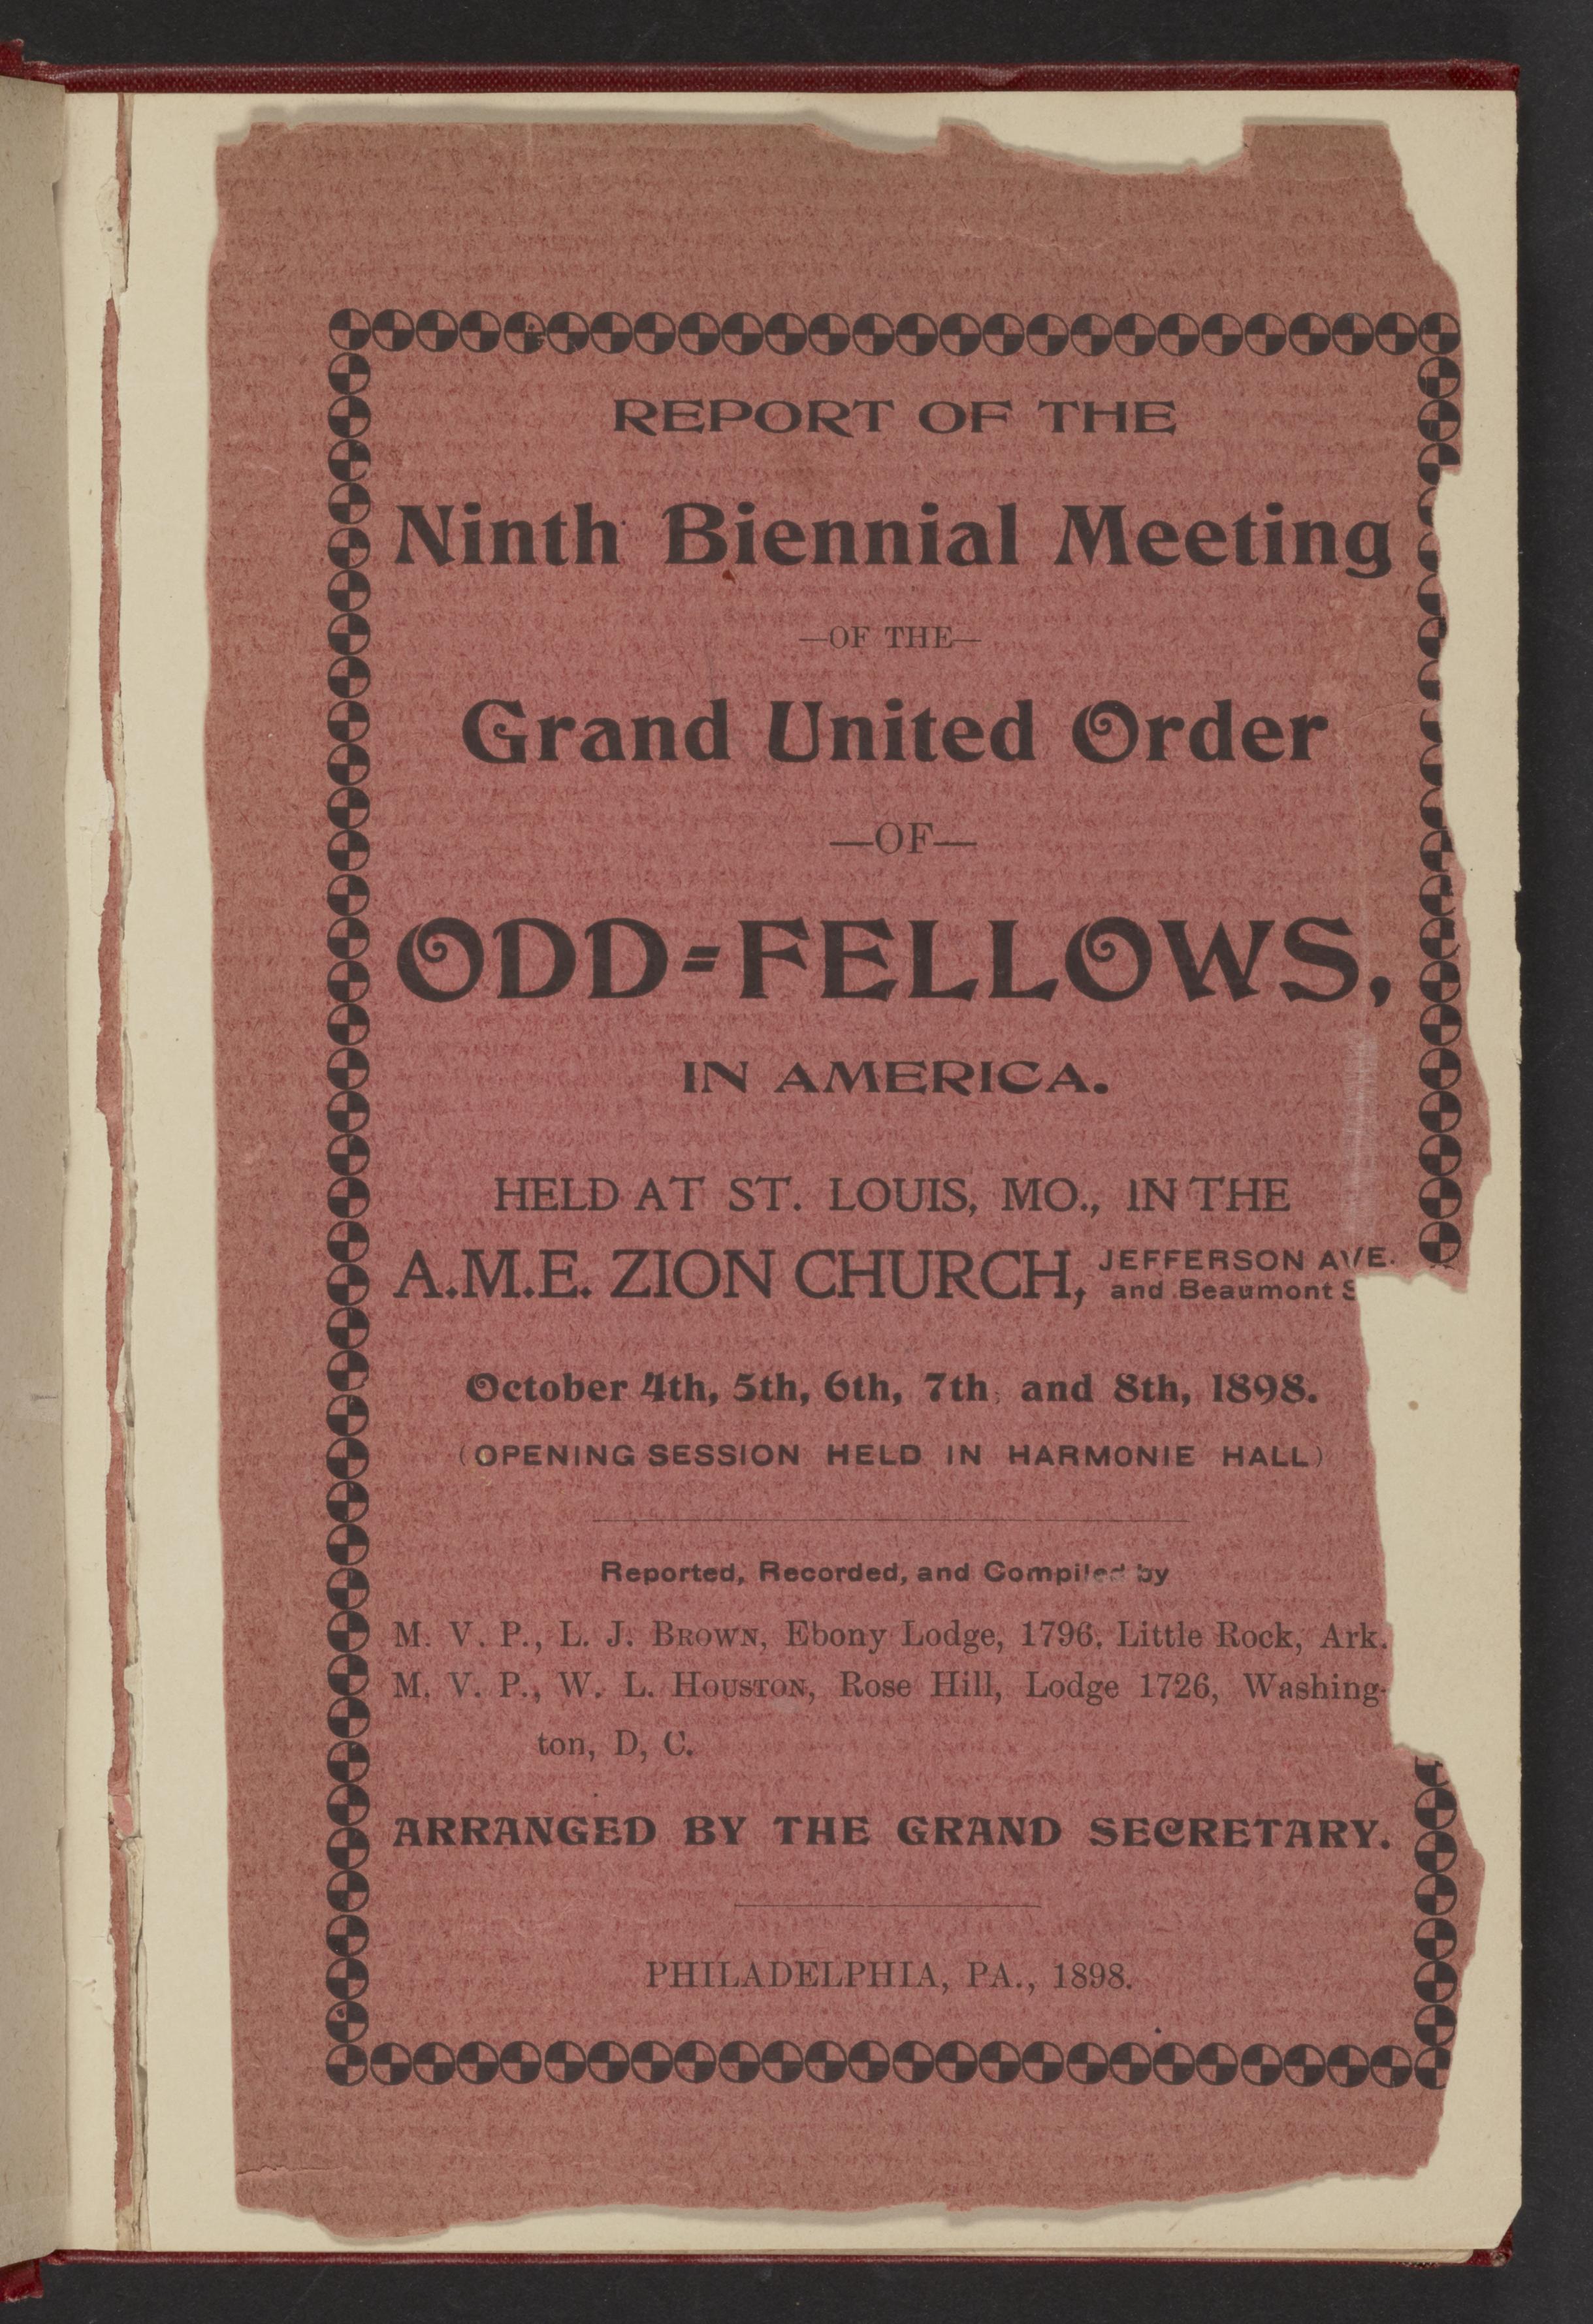 REPORT OF THE
Ninth Biennial Meeting
—OF THE—
Grand United Order
—OF—
ODD=FELLOWS,
IN AMERICA.
HELD AT ST. LOUIS, MO., IN THE
A.M.E. ZION CHURCH, JEFFERSON AVE.
and Beaumont S
October 4th, 5th, 6th, 7th, and 8th, 1898.
(OPENING SESSION HELD IN HARMONIE HALL)
Reported, Recorded, and Compiled by
M. V. P., L. J. BROWN, Ebony Lodge, 1796. Little Rock, Ark.
M. V. P., W. L. HOUSTON, Rose Hill, Lodge 1726, Washing-
ton, D, C.
ARRANGED BY THE GRAND SECRETARY.
PHILADELPHIA, PA., 1898.